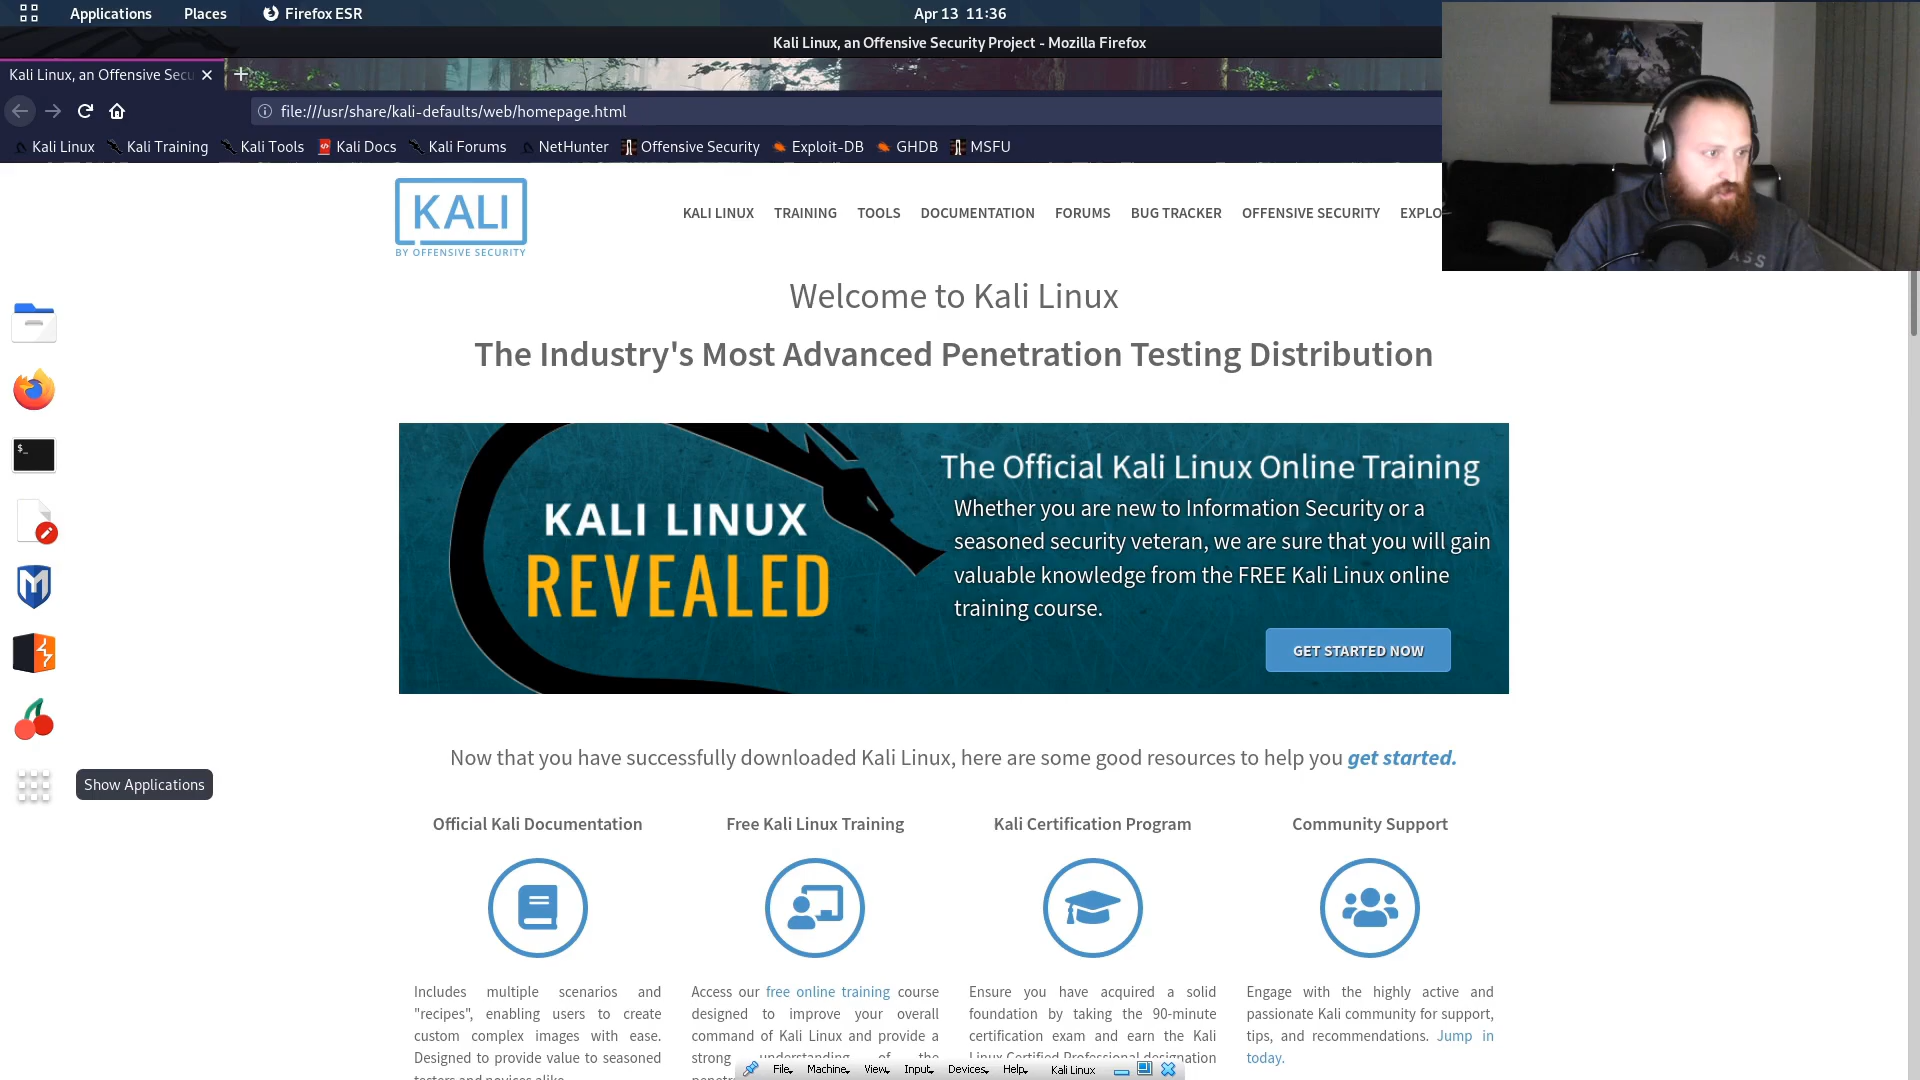 Applications Places Firefox ESR Apr 13 11:36
Kali Linux, an Offensive Security Project - Mozilla Firefox
Kali Linux, an Offensive Secu
file:///usr/share/kali-defaults/web/homepage.html
Kali Linux Kali Training Kali Tools Kali Docs Kali Forums NetHunter Offensive Security Exploit-DB GHDB MSFU
KALI
BY OFFENSIVE SECURITY
KALI LINUX TRAINING TOOLS DOCUMENTATION FORUMS BUG TRACKER OFFENSIVE SECURITY EXPLO
Welcome to Kali Linux
The Industry's Most Advanced Penetration Testing Distribution
KALI LINUX
REVEALED
The Official Kali Linux Online Training
Whether you are new to Information Security or a
seasoned security veteran, we are sure that you will gain
valuable knowledge from the FREE Kali Linux online
training course.
GET STARTED NOW
Now that you have successfully downloaded Kali Linux, here are some good resources to help you get started.
Show Applications
Official Kali Documentation
Includes multiple scenarios and
"recipes", enabling users to create
custom complex images with ease.
Designed to provide value to seasoned
testers and novices alike.
Free Kali Linux Training
Access our free online training course
designed to improve your overall
command of Kali Linux and provide a
strong understanding of the
Kali Certification Program
Ensure you have acquired a solid
foundation by taking the 90-minute
certification exam and earn the Kali
Linux Certified Professional designation
Community Support
Engage with the highly active and
passionate Kali community for support,
tips, and recommendations. Jump in
today.
File Machine View Input Devices Help Kali Linux